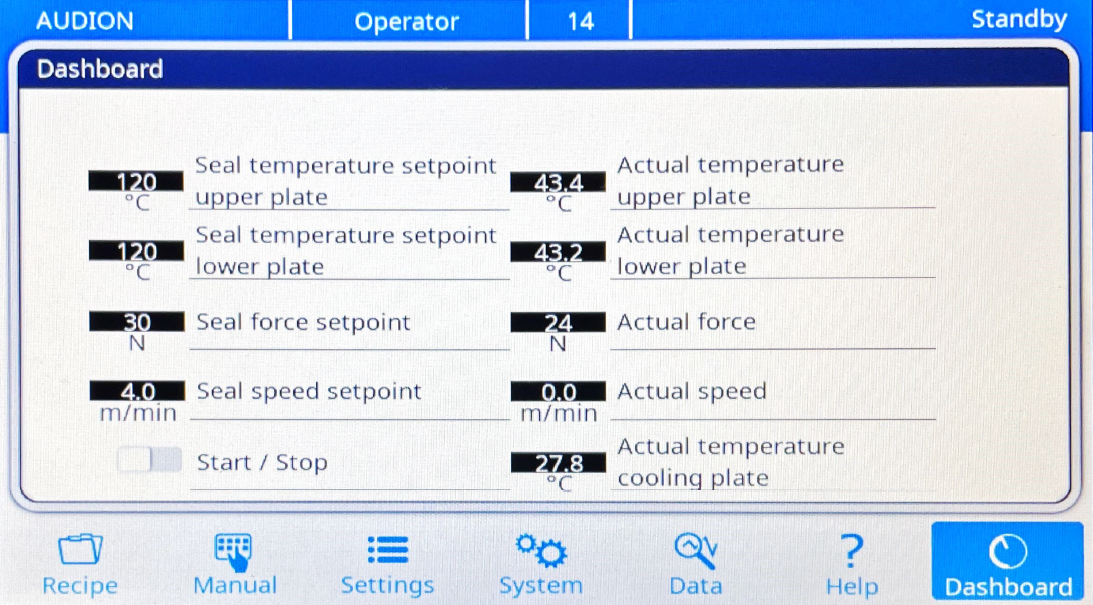 AUDION
Operator
14
Standby
Dashboard
120
°C
Seal temperature setpoint
upper plate
43.4
°C
Actual temperature
upper plate
120
°C
Seal temperature setpoint
lower plate
43.2
°C
Actual temperature
lower plate
30
N
Seal force setpoint
24
N
Actual force
4.0
m/min
Seal speed setpoint
0.0
m/min
Actual speed
Start / Stop
27.8
°C
Actual temperature
cooling plate
Recipe
Manual
Settings
System
Data
?
Help
Dashboard